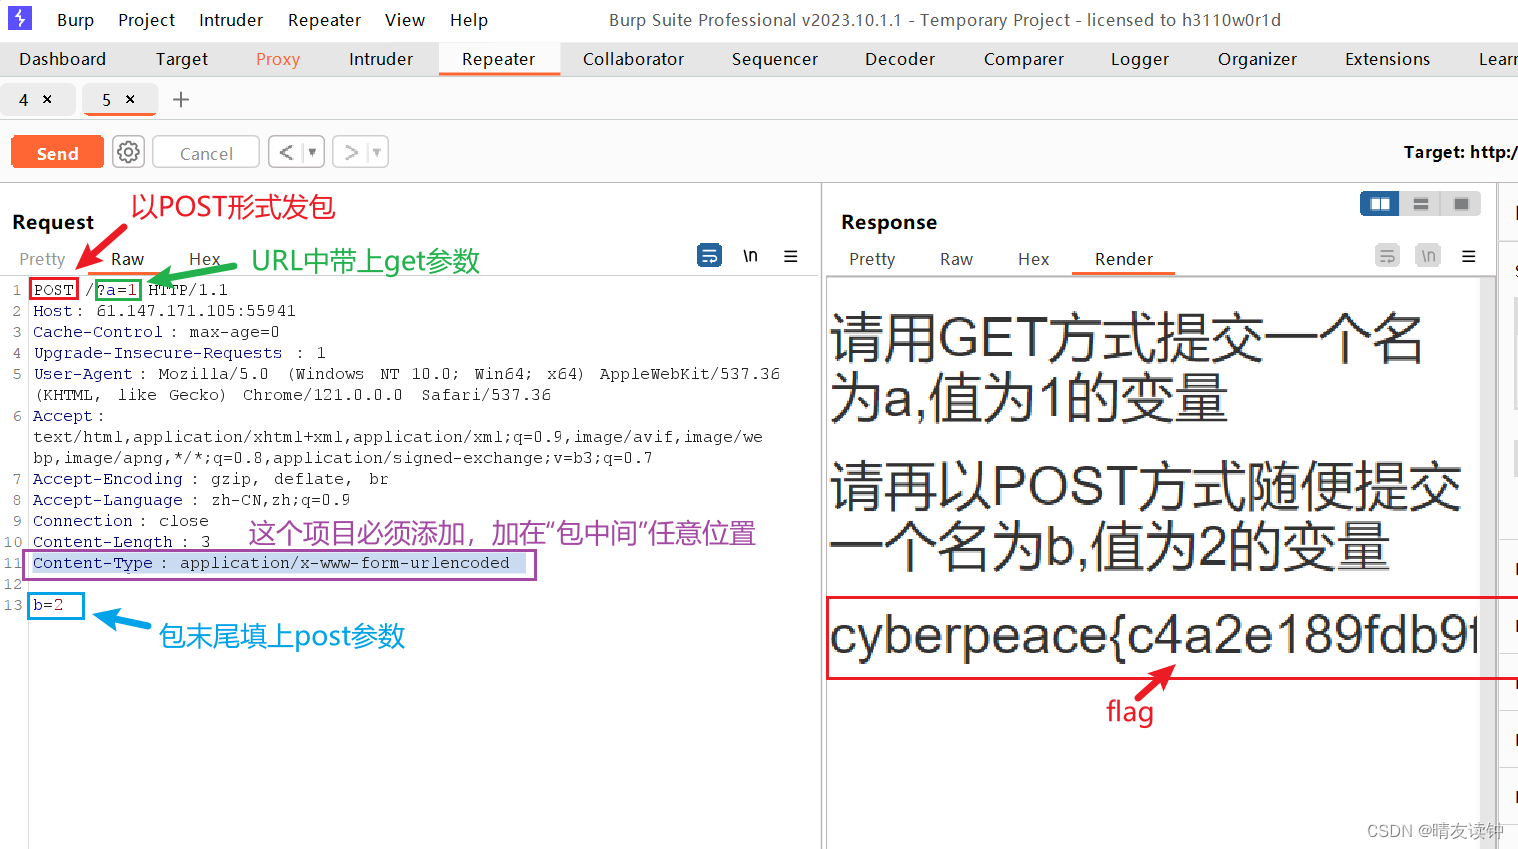 Burp Project Intruder Repeater View Help Burp Suite Professional v2023.10.1.1 - Temporary Project - licensed to h3110w0r1d
Dashboard Target Proxy Intruder Repeater Collaborator Sequencer Decoder Comparer Logger Organizer Extensions Learn
4 × 5 × +
Send Cancel < ▼ > ▼ Target: http:/
以POST形式发包
Request
URL中带上get参数
Pretty Raw Hex \n
1 POST /?a=1 HTTP/1.1
2 Host: 61.147.171.105:55941
3 Cache-Control: max-age=0
4 Upgrade-Insecure-Requests: 1
5 User-Agent: Mozilla/5.0 (Windows NT 10.0; Win64; x64) AppleWebKit/537.36
(KHTML, like Gecko) Chrome/121.0.0.0 Safari/537.36
6 Accept:
text/html,application/xhtml+xml,application/xml;q=0.9,image/avif,image/we
bp,image/apng,*/*;q=0.8,application/signed-exchange;v=b3;q=0.7
7 Accept-Encoding: gzip, deflate, br
8 Accept-Language: zh-CN,zh;q=0.9
9 Connection: close
这个项目必须添加，加在“包中间”任意位置
10 Content-Length: 3
11 Content-Type: application/x-www-form-urlencoded
12
13 b=2
包末尾填上post参数
Response
Pretty Raw Hex Render \n
请用GET方式提交一个名
为a,值为1的变量
请再以POST方式随便提交
一个名为b,值为2的变量
cyberpeace{c4a2e189fdb9f
flag
CSDN @晴友读钟